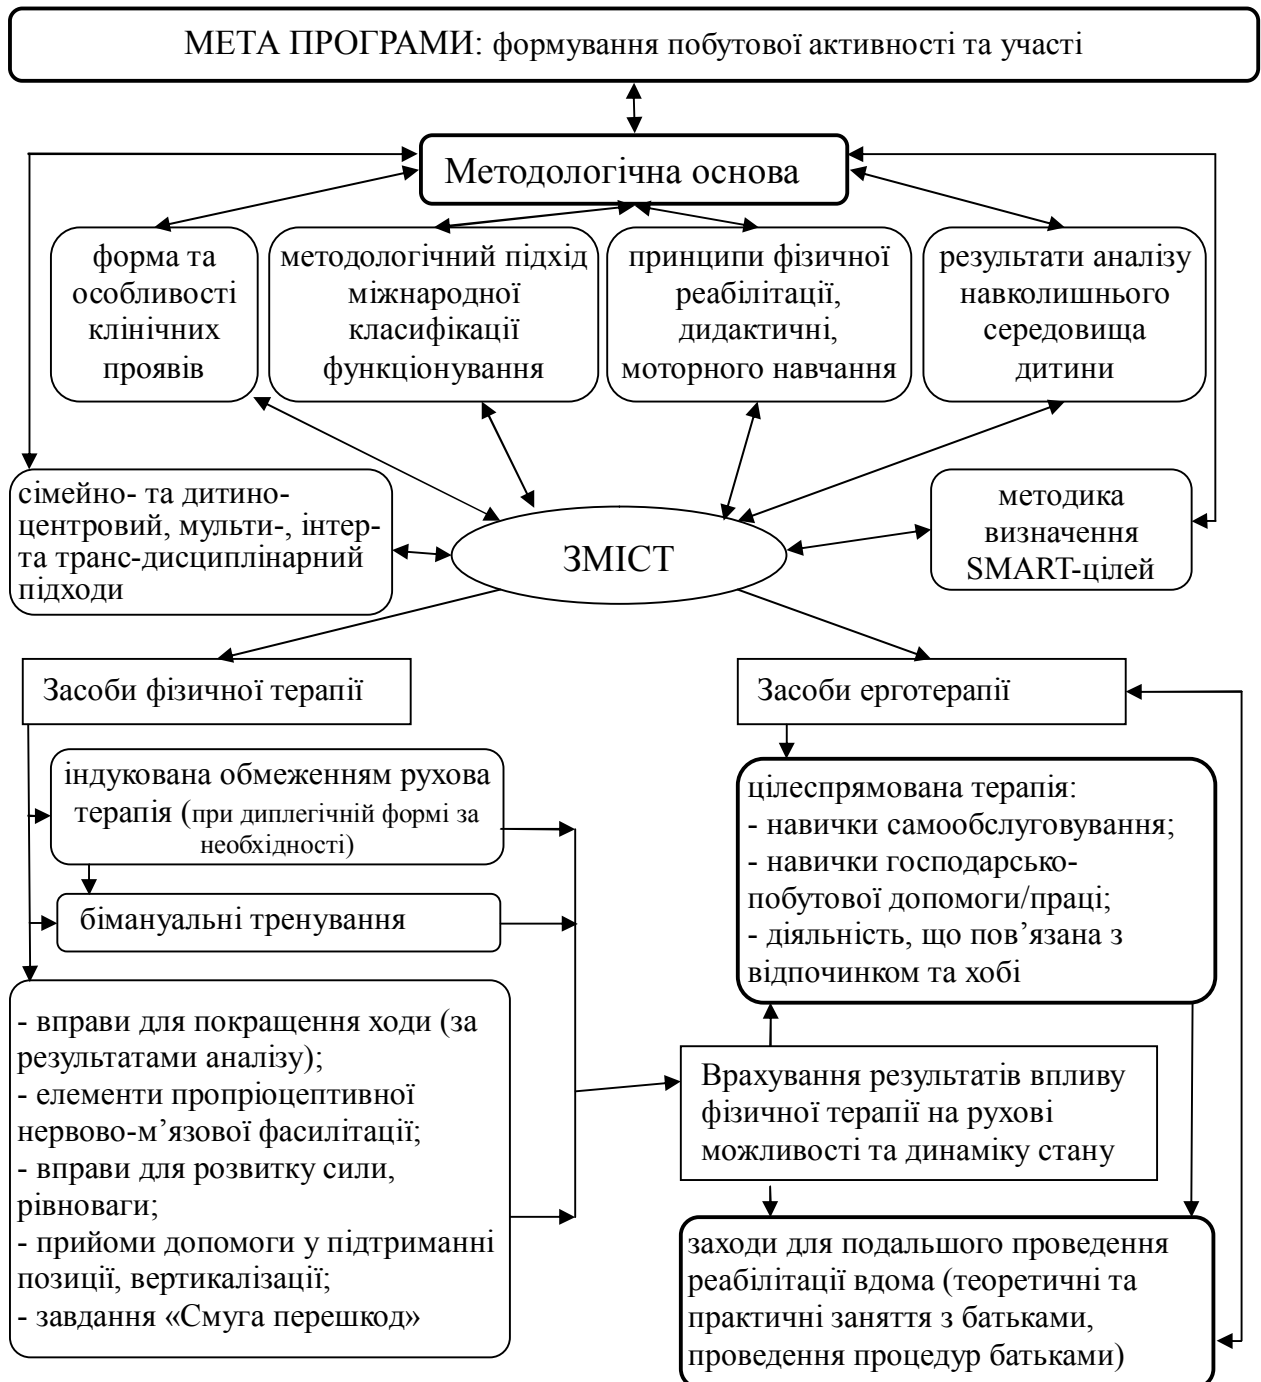 МЕТА ПРОГРАМИ: формування побутової активності та участі
Методологічна основа
форма та
особливості
клінічних
проявів
методологічний підхід
міжнародної
класифікації
функціонування
принципи фізичної
реабілітації,
дидактичні,
моторного навчання
результати аналізу
навколишнього
середовища
дитини
сімейно- та дитино-
центровий, мульти-, інтер-
та транс-дисциплінарний
підходи
ЗМІСТ
методика
визначення
SMART-цілей
Засоби фізичної терапії
індукована обмеженням рухова
терапія (при диплегічній формі за
необхідності)
бімануальні тренування
- вправи для покращення ходи (за
результатами аналізу);
- елементи пропріоцептивної
нервово-м’язової фасилітації;
- вправи для розвитку сили,
рівноваги;
- прийоми допомоги у підтриманні
позиції, вертикалізації;
- завдання «Смуга перешкод»
Засоби ерготерапії
цілеспрямована терапія:
- навички самообслуговування;
- навички господарсько-
побутової допомоги/праці;
- діяльність, що пов’язана з
відпочинком та хобі
Врахування результатів впливу
фізичної терапії на рухові
можливості та динаміку стану
заходи для подальшого проведення
реабілітації вдома (теоретичні та
практичні заняття з батьками,
проведення процедур батьками)